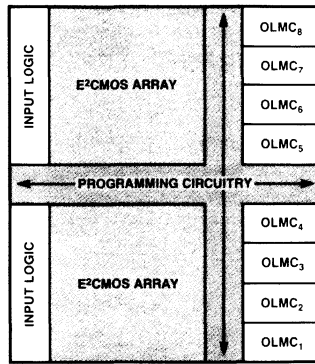 INPUT LOGIC
E²CMOS ARRAY
OLMC₈
OLMC₇
OLMC₆
OLMC₅
PROGRAMMING CIRCUITRY
INPUT LOGIC
E²CMOS ARRAY
OLMC₄
OLMC₃
OLMC₂
OLMC₁